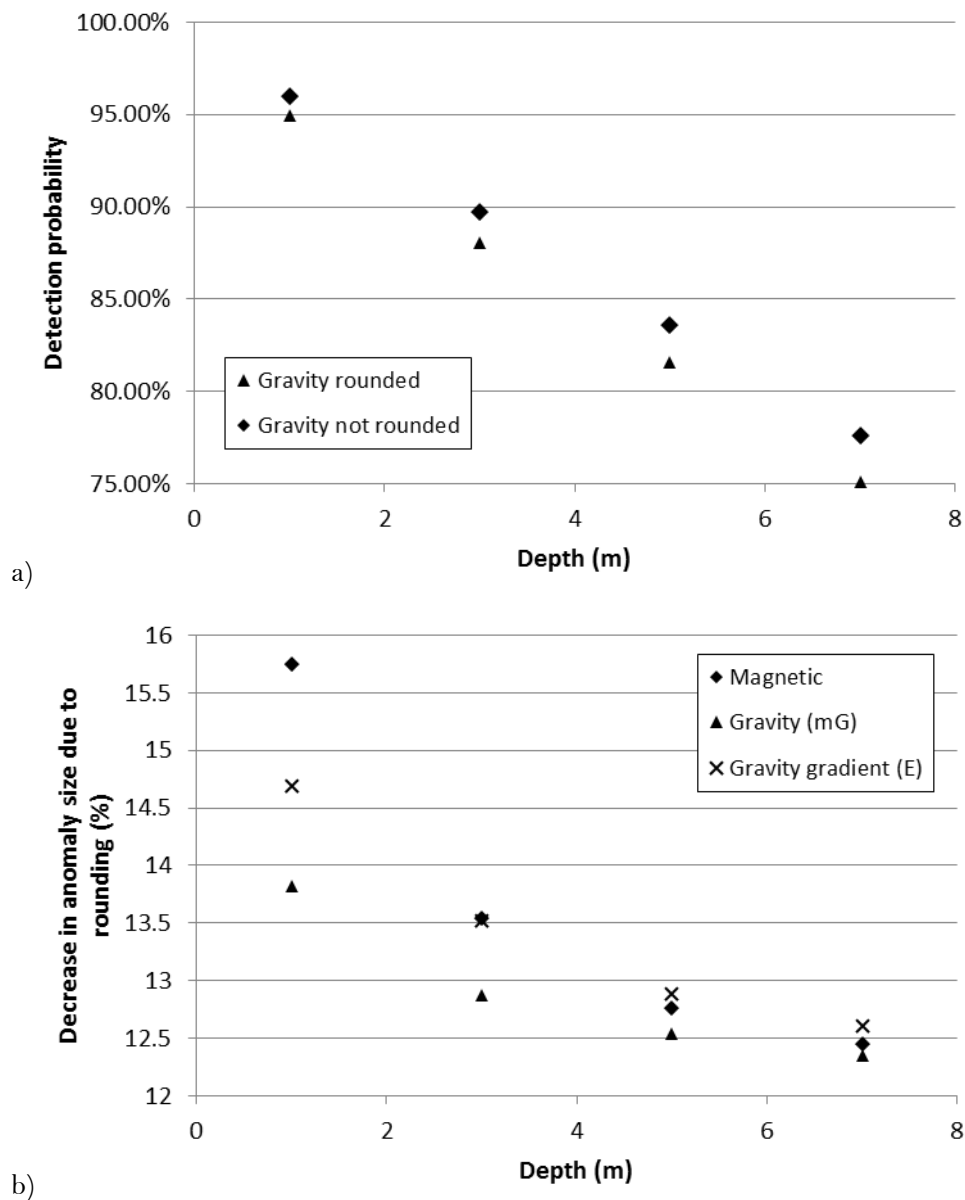 100.00%
95.00%
90.00%
85.00%
80.00%
75.00%
Detection probability
Gravity rounded
Gravity not rounded
0 2 4 6 8
Depth (m)
a)
16
15.5
15
14.5
14
13.5
13
12.5
12
Decrease in anomaly size due to
rounding (%)
Magnetic
Gravity (mG)
Gravity gradient (E)
0 2 4 6 8
Depth (m)
b)